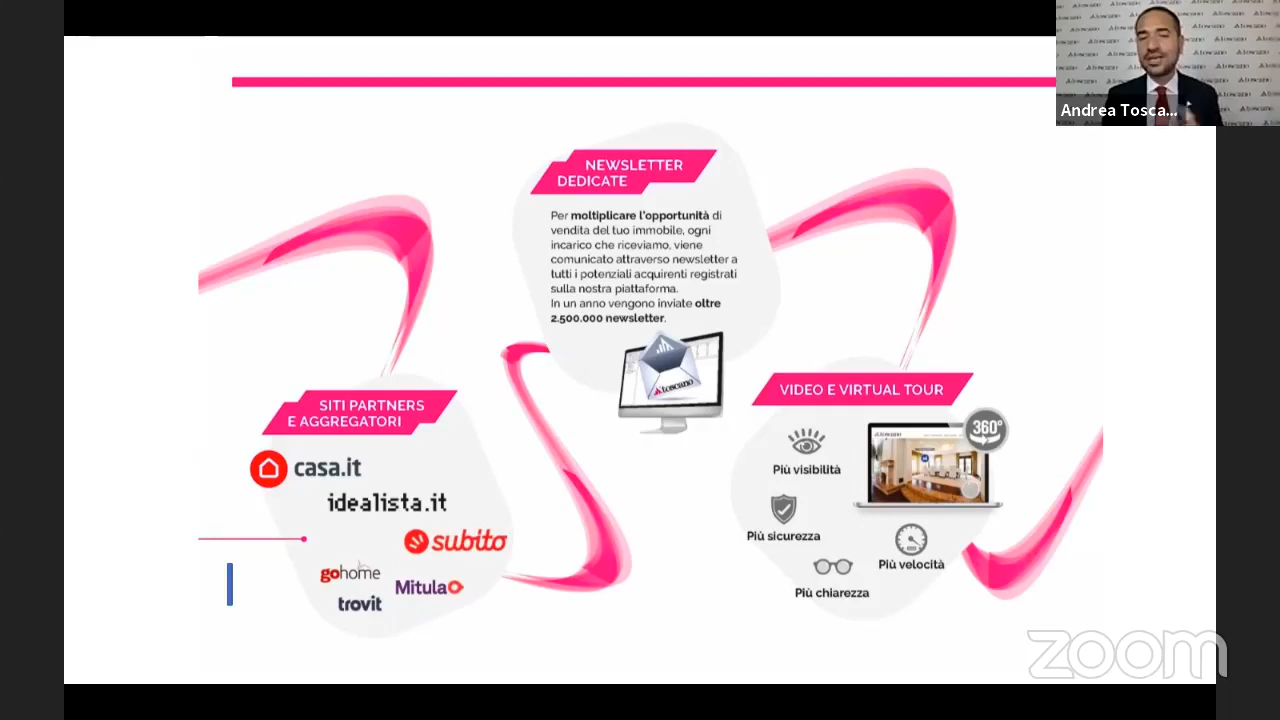 Andrea Tosca...
NEWSLETTER
DEDICATE
Per moltiplicare l'opportunità di
vendita del tuo immobile, ogni
incarico che riceviamo, viene
comunicato attraverso newsletter a
tutti i potenziali acquirenti registrati
sulla nostra piattaforma.
In un anno vengono inviate oltre
2.500.000 newsletter.
toscano
SITI PARTNERS
E AGGREGATORI
casa.it
idealista.it
subito
gohome
Mitula
trovit
VIDEO E VIRTUAL TOUR
360°
toscano
Più visibilità
Più sicurezza
Più velocità
Più chiarezza
zoom